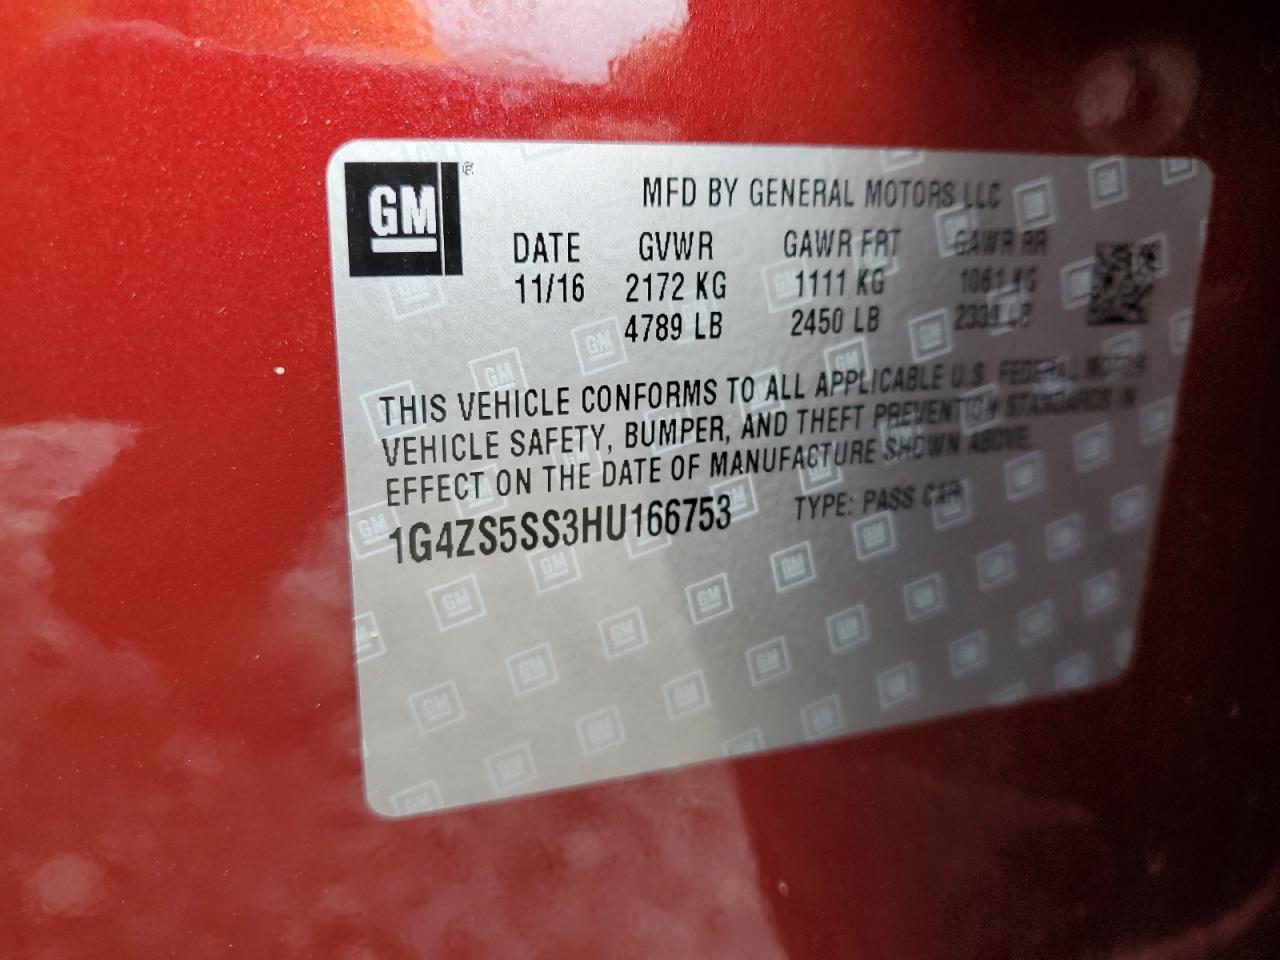 GM ®
MFD BY GENERAL MOTORS LLC
DATE GVWR GAWR FRT GAWR RR
11/16 2172 KG 1111 KG 1061 KG
4789 LB 2450 LB 2339 LB
THIS VEHICLE CONFORMS TO ALL APPLICABLE U.S. FEDERAL MOTOR
VEHICLE SAFETY, BUMPER, AND THEFT PREVENTION STANDARDS IN
EFFECT ON THE DATE OF MANUFACTURE SHOWN ABOVE.
1G4ZS5SS3HU166753 TYPE: PASS CAR